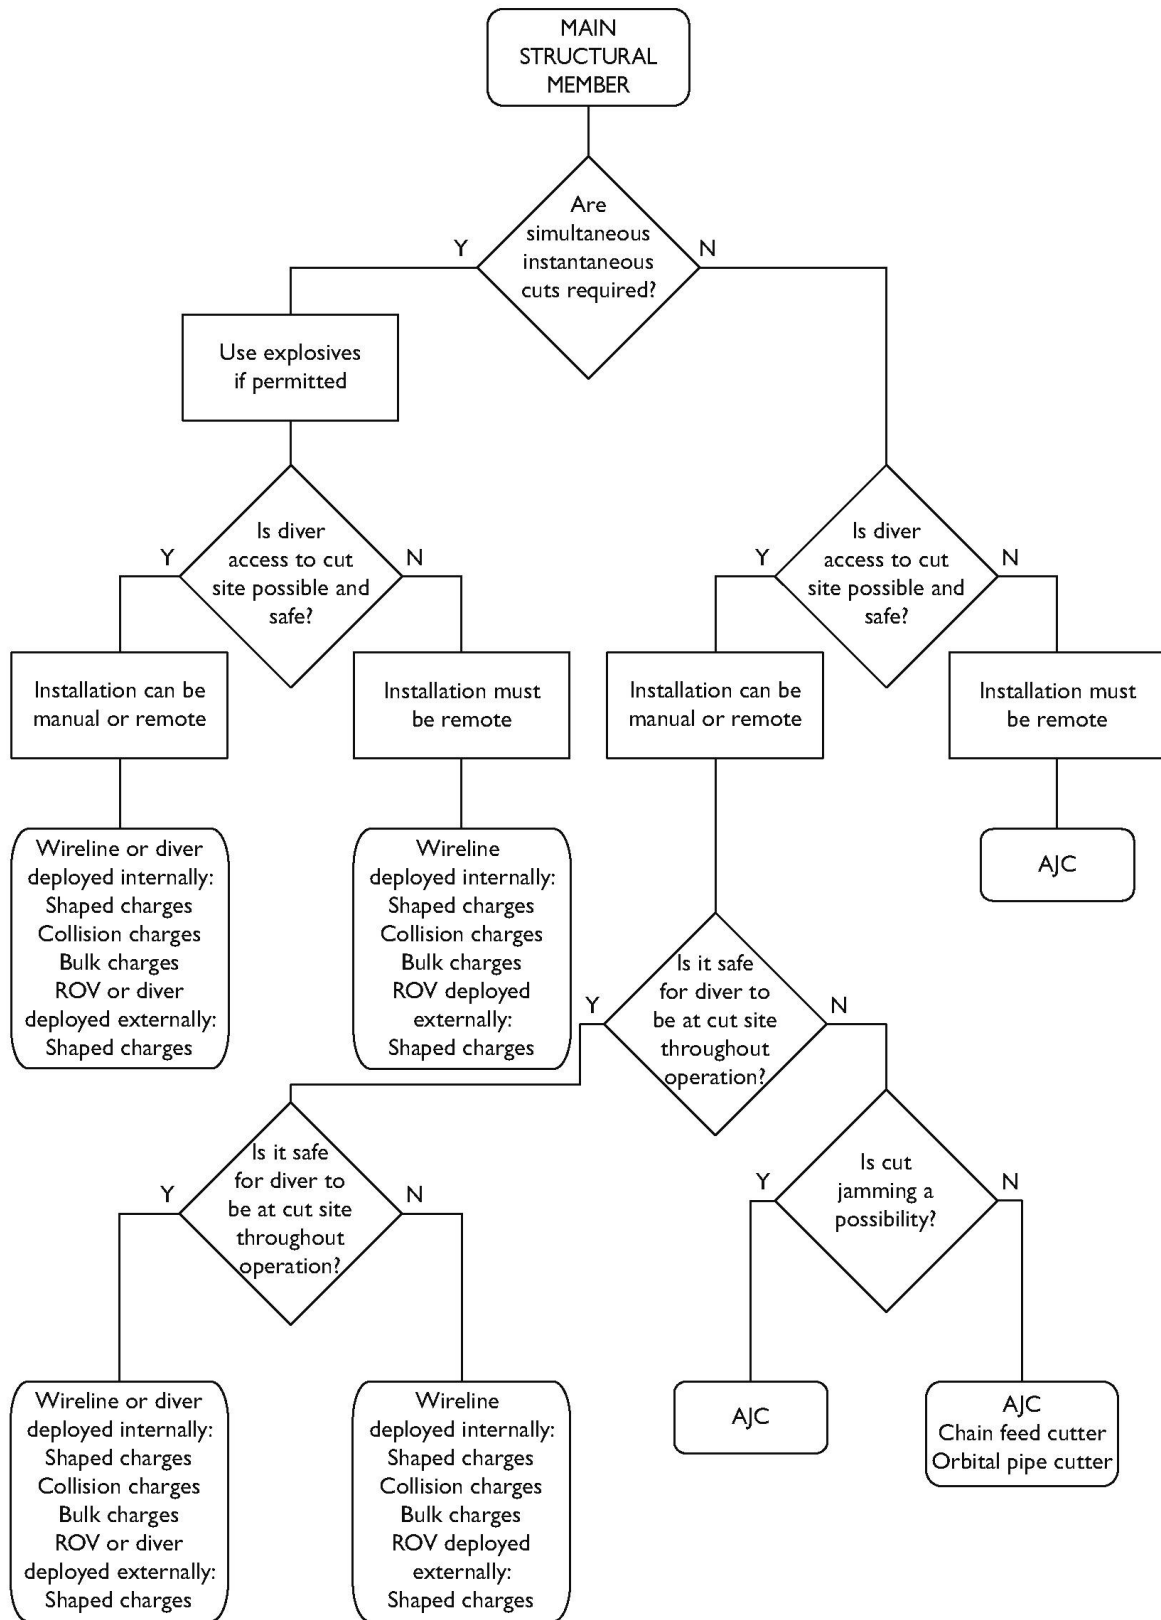 MAIN
STRUCTURAL
MEMBER
Are
simultaneous
instantaneous
cuts required?
Y
N
Use explosives
if permitted
Is diver
access to cut
site possible and
safe?
Y
N
Is diver
access to cut
site possible and
safe?
Y
N
Installation can be
manual or remote
Installation must
be remote
Installation can be
manual or remote
Installation must
be remote
Wireline or diver
deployed internally:
Shaped charges
Collision charges
Bulk charges
ROV or diver
deployed externally:
Shaped charges
Wireline
deployed internally:
Shaped charges
Collision charges
Bulk charges
ROV deployed
externally:
Shaped charges
AJC
Is it safe
for diver to
be at cut site
throughout
operation?
Y
N
Is it safe
for diver to
be at cut site
throughout
operation?
Y
N
Is cut
jamming a
possibility?
Y
N
Wireline or diver
deployed internally:
Shaped charges
Collision charges
Bulk charges
ROV or diver
deployed externally:
Shaped charges
Wireline
deployed internally:
Shaped charges
Collision charges
Bulk charges
ROV deployed
externally:
Shaped charges
AJC
AJC
Chain feed cutter
Orbital pipe cutter